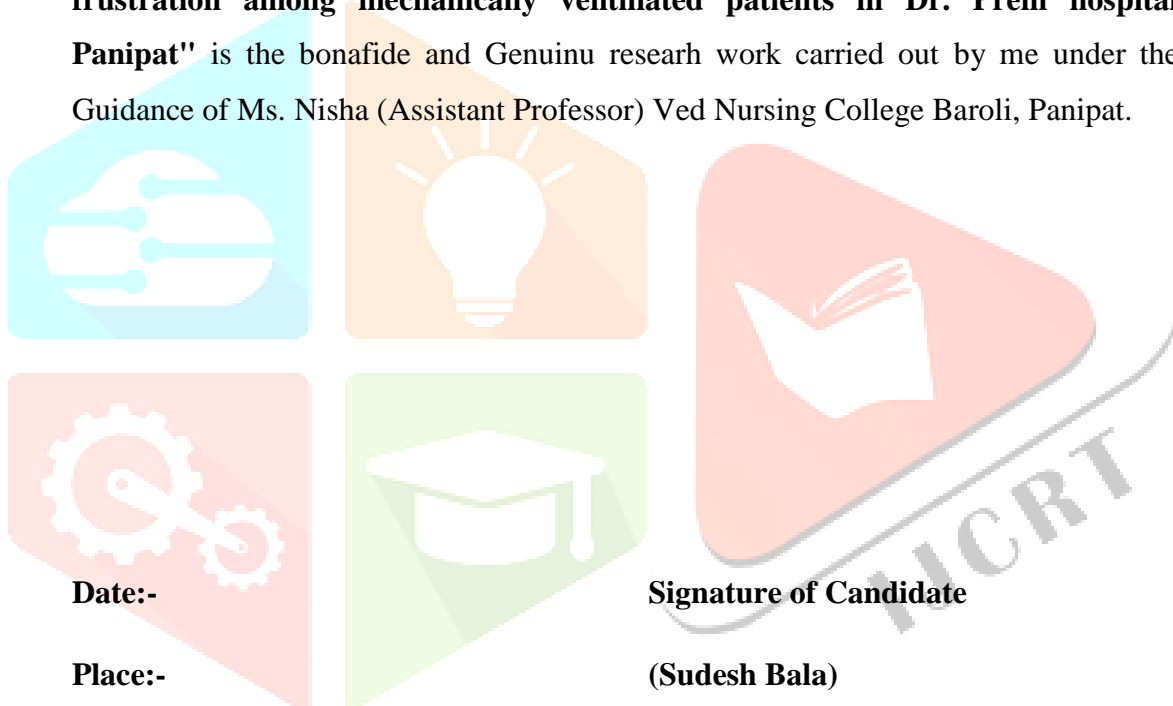 frustration among mechanically ventilated patients in Dr. Prem hospital
Panipat" is the bonafide and Genuinu researh work carried out by me under the
Guidance of Ms. Nisha (Assistant Professor) Ved Nursing College Baroli, Panipat.
IJCRT
Date:- Signature of Candidate
Place:- (Sudesh Bala)